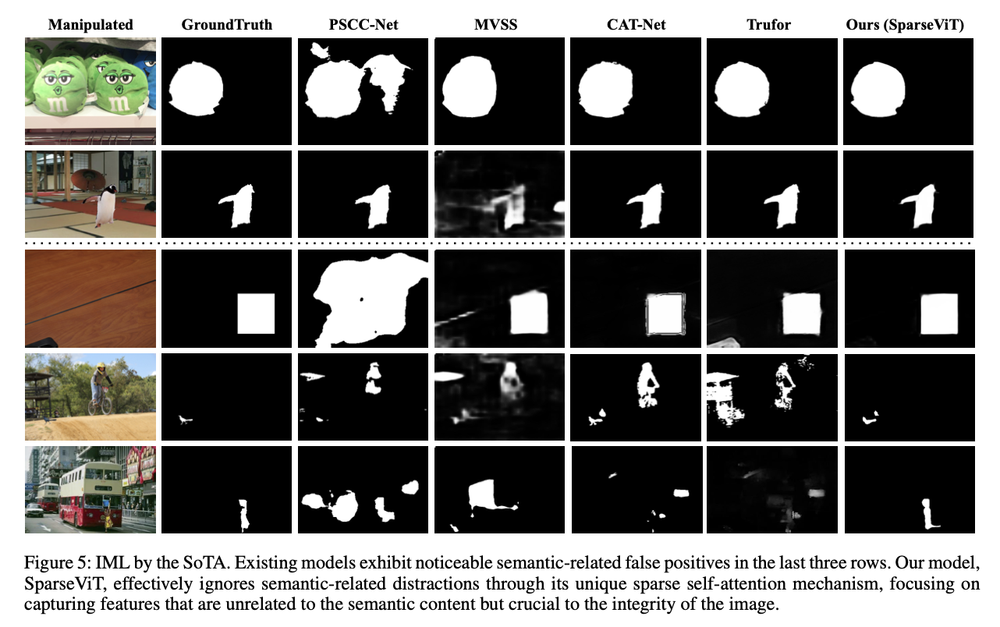 Manipulated GroundTruth PSCC-Net MVSS CAT-Net Trufor Ours (SparseViT)
m m
Figure 5: IML by the SoTA. Existing models exhibit noticeable semantic-related false positives in the last three rows. Our model,
SparseViT, effectively ignores semantic-related distractions through its unique sparse self-attention mechanism, focusing on
capturing features that are unrelated to the semantic content but crucial to the integrity of the image.